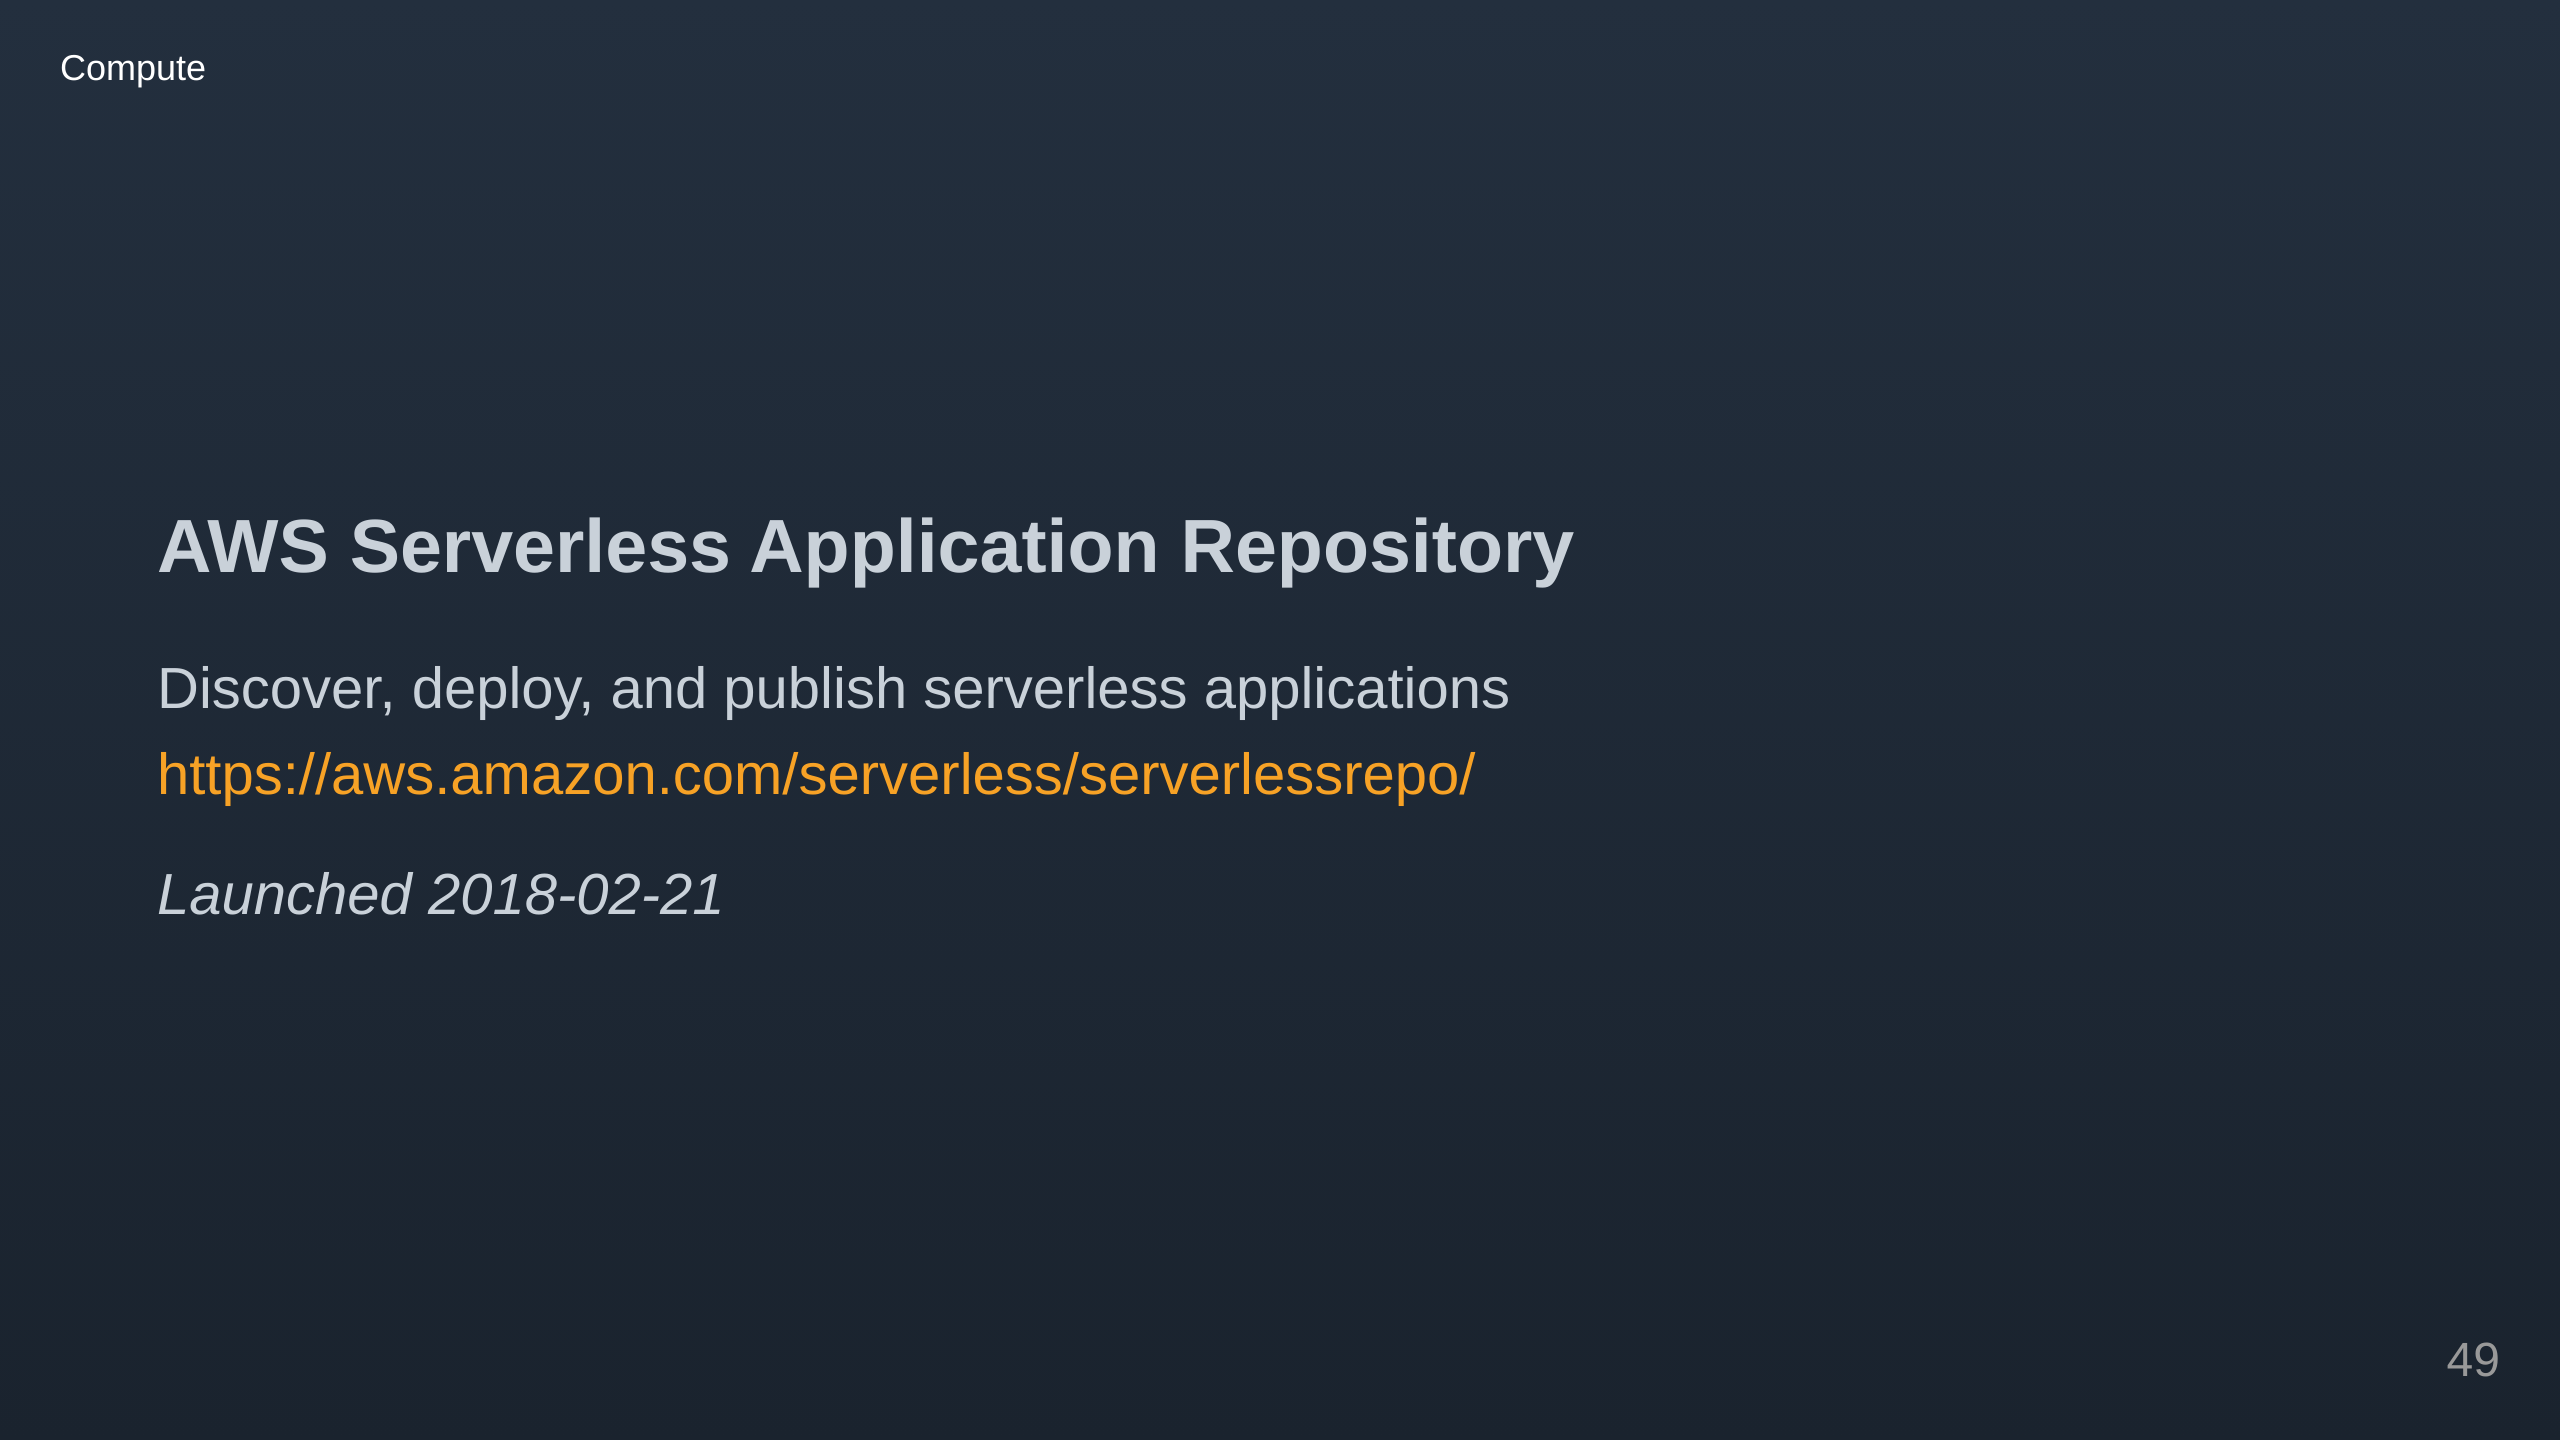 Compute
AWS Serverless Application Repository
Discover, deploy, and publish serverless applications
https://aws.amazon.com/serverless/serverlessrepo/
Launched 2018-02-21
49